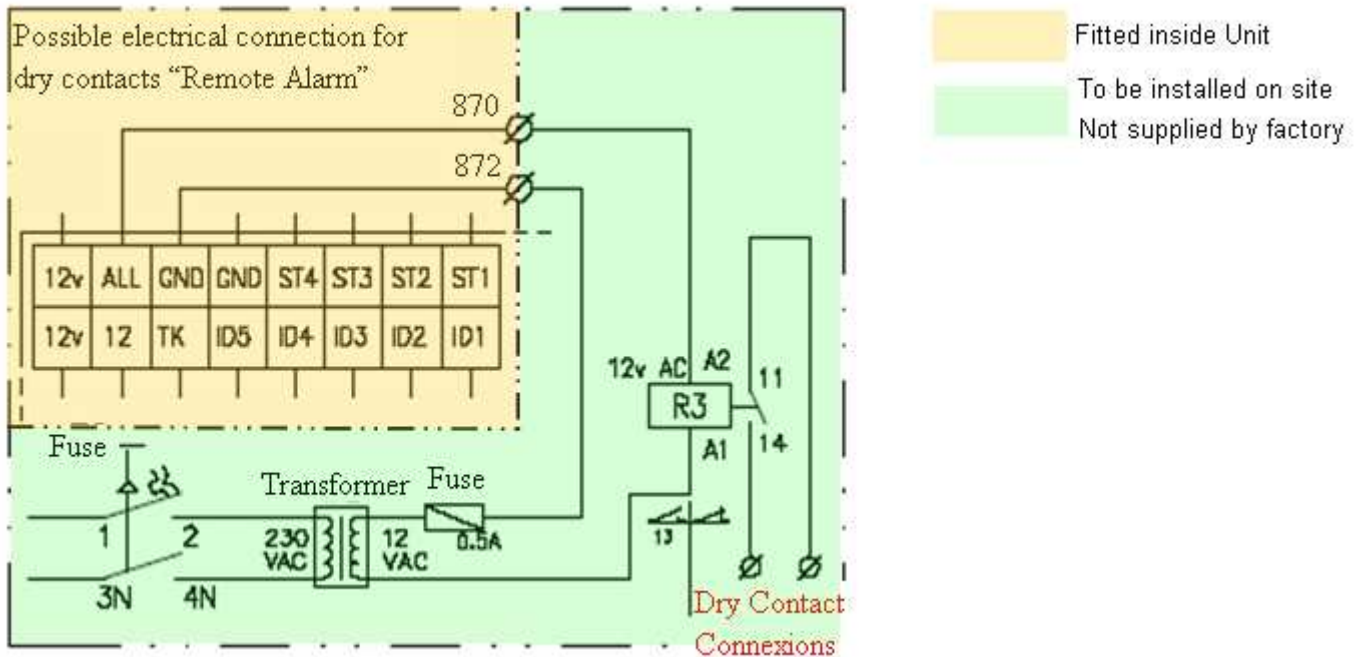 Possible electrical connection for
dry contacts “Remote Alarm”
870
872
12v ALL GND GND ST4 ST3 ST2 ST1
12v 12 TK ID5 ID4 ID3 ID2 ID1
12v AC A2
R3
A1
11
14
Fuse
1 2
3N 4N
Transformer
230
VAC
12
VAC
Fuse
0.5A
13
Dry Contact
Connexions
Fitted inside Unit
To be installed on site
Not supplied by factory